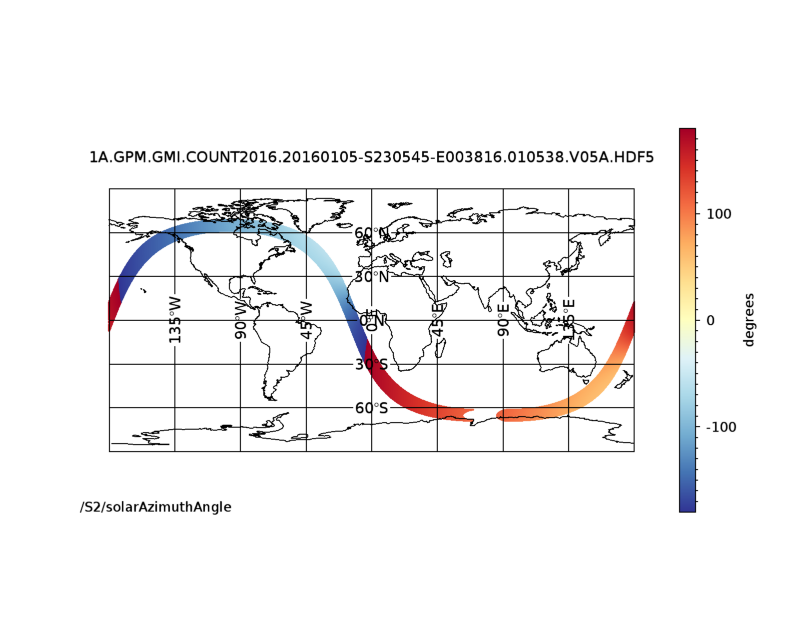 1A.GPM.GMI.COUNT2016.20160105-S230545-E003816.010538.V05A.HDF5
60°N
30°N
0°N
30°S
60°S
135°W
90°W
45°W
0°E
45°E
90°E
135°E
100
0
-100
degrees
/S2/solarAzimuthAngle